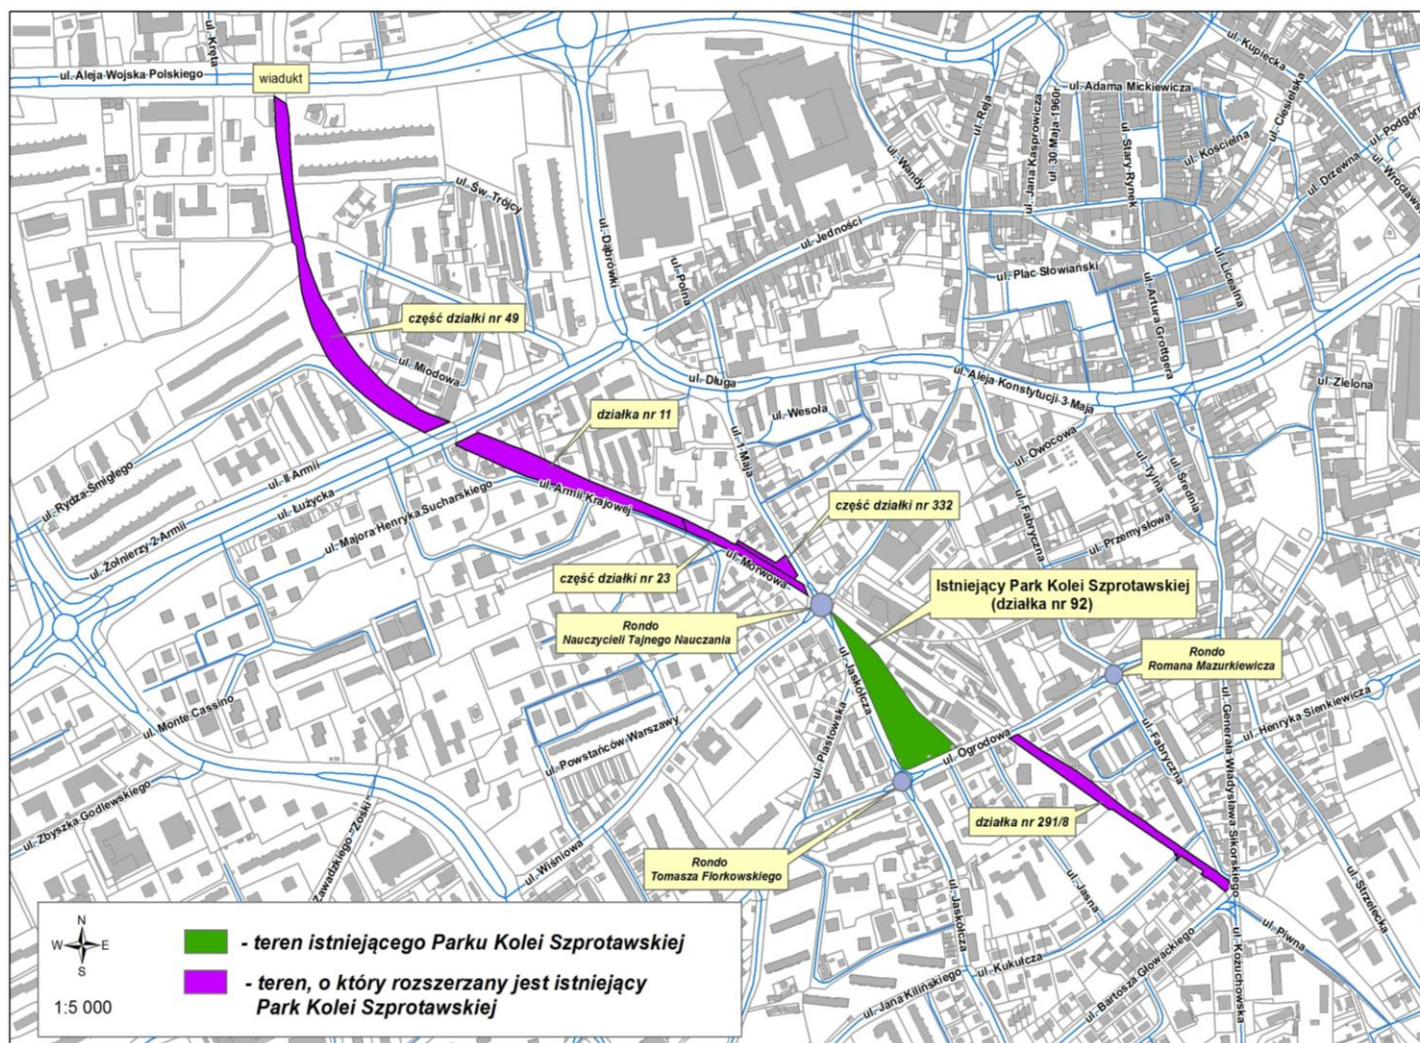 ul. Kręta
ul. Aleja Wojska Polskiego
wiadukt
ul. Kupiecka
ul. Ciesielska
ul. Adama Mickiewicza
ul. Reja
ul. Jana Kasprowicza
ul. 30 Maja 1960r
ul. Stary Rynek
ul. Kościelna
ul. Drzewna
ul. Wandy
ul. Św. Trójcy
ul. Dąbrówki
ul. Jedności
ul. Polna
ul. Plac Słowiański
ul. Licealna
ul. Artura Grottgera
część działki nr 49
ul. Miodowa
ul. Długa
ul. Aleja Konstytucji 3 Maja
ul. Zielona
działka nr 11
ul. Wesoła
ul. 1 Maja
ul. Owocowa
ul. Tylna
ul. Średnia
ul. Rydza-Śmigłego
ul. II Armii
ul. Łużycka
ul. Żołnierzy 2 Armii
ul. Majora Henryka Sucharskiego
ul. Armii Krajowej
część działki nr 332
ul. Fabryczna
ul. Przemysłowa
ul. Morwowa
część działki nr 23
Istniejący Park Kolei Szprotawskiej
(działka nr 92)
Rondo
Nauczycieli Tajnego Nauczania
Rondo
Romana Mazurkiewicza
ul. Jaskółcza
ul. Piastowska
ul. Monte Cassino
ul. Powstańców Warszawy
ul. Ogrodowa
ul. Fabryczna
ul. Generała Władysława Sikorskiego
ul. Henryka Sienkiewicza
ul. Zbyszka Godlewskiego
Zawadzkiego "Zośki"
ul. Wiśniowa
działka nr 291/8
Rondo
Tomasza Florkowskiego
ul. Jaskółcza
ul. Jasna
ul. Strzelecka
ul. Piwna
ul. Kożuchowska
ul. Kukułcza
ul. Jana Kilińskiego
ul. Bartosza Głowackiego
N
W E
S
1:5 000
- teren istniejącego Parku Kolei Szprotawskiej
- teren, o który rozszerzany jest istniejący
Park Kolei Szprotawskiej